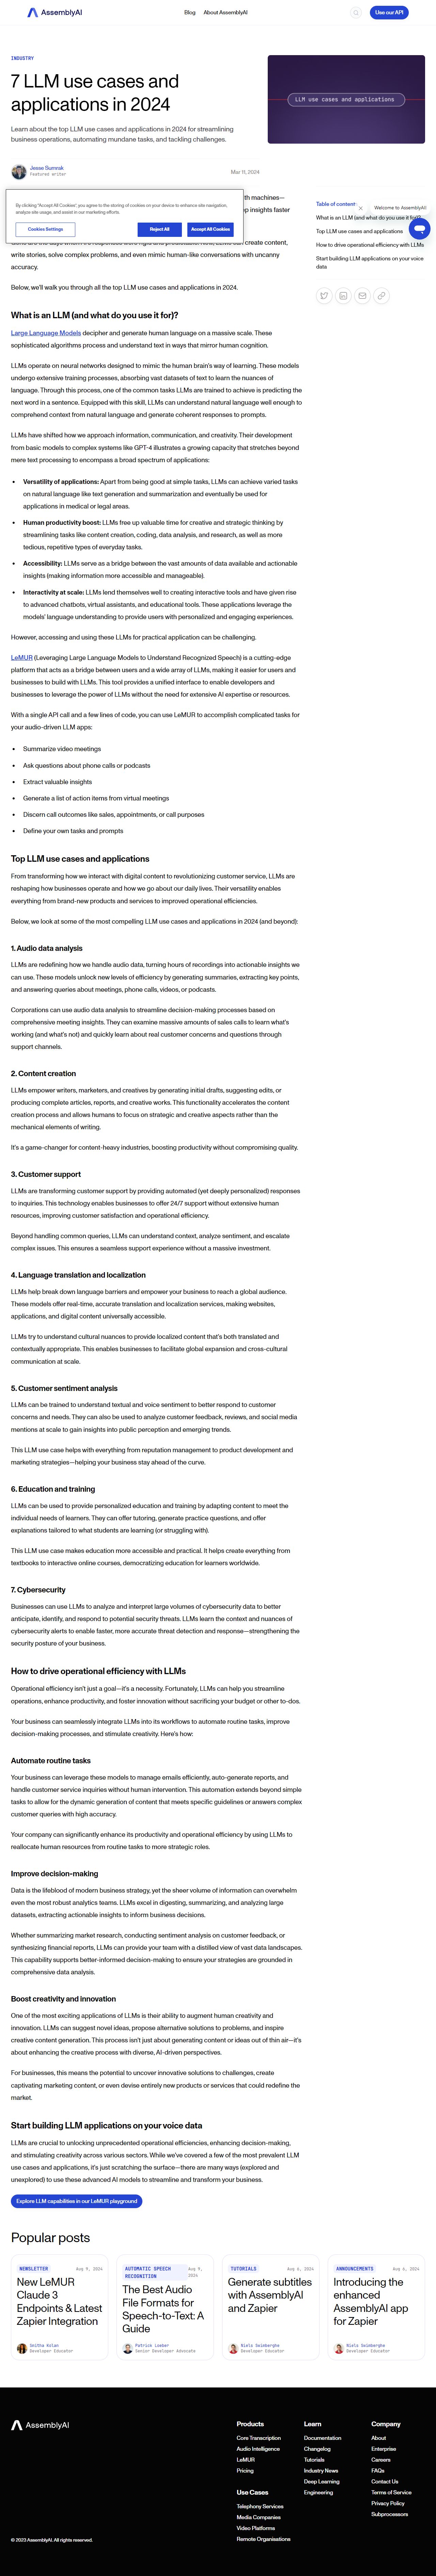 AssemblyAI
Blog
About AssemblyAI
Use our API
INDUSTRY
7 LLM use cases and
applications in 2024
Learn about the top LLM use cases and applications in 2024 for streamlining
business operations, automating mundane tasks, and tackling challenges.
LLM use cases and applications
Jesse Sumrak
Featured writer
Mar 11, 2024
th machines—
ep insights faster
By clicking “Accept All Cookies”, you agree to the storing of cookies on your device to enhance site navigation,
analyze site usage, and assist in our marketing efforts.
Cookies Settings
Reject All
Accept All Cookies
create content,
write stories, solve complex problems, and even mimic human-like conversations with uncanny
accuracy.
Below, we'll walk you through all the top LLM use cases and applications in 2024.
Table of contents
Welcome to AssemblyAI!
What is an LLM (and what do you use it for)?
Top LLM use cases and applications
How to drive operational efficiency with LLMs
Start building LLM applications on your voice
data
What is an LLM (and what do you use it for)?
Large Language Models decipher and generate human language on a massive scale. These
sophisticated algorithms process and understand text in ways that mirror human cognition.
LLMs operate on neural networks designed to mimic the human brain's way of learning. These models
undergo extensive training processes, absorbing vast datasets of text to learn the nuances of
language. Through this process, one of the common tasks LLMs are trained to achieve is predicting the
next word in a sentence. Equipped with this skill, LLMs can understand natural language well enough to
comprehend context from natural language and generate coherent responses to prompts.
LLMs have shifted how we approach information, communication, and creativity. Their development
from basic models to complex systems like GPT-4 illustrates a growing capacity that stretches beyond
mere text processing to encompass a broad spectrum of applications:
Versatility of applications: Apart from being good at simple tasks, LLMs can achieve varied tasks
on natural language like text generation and summarization and eventually be used for
applications in medical or legal areas.
Human productivity boost: LLMs free up valuable time for creative and strategic thinking by
streamlining tasks like content creation, coding, data analysis, and research, as well as more
tedious, repetitive types of everyday tasks.
Accessibility: LLMs serve as a bridge between the vast amounts of data available and actionable
insights (making information more accessible and manageable).
Interactivity at scale: LLMs lend themselves well to creating interactive tools and have given rise
to advanced chatbots, virtual assistants, and educational tools. These applications leverage the
models' language understanding to provide users with personalized and engaging experiences.
However, accessing and using these LLMs for practical application can be challenging.
LeMUR (Leveraging Large Language Models to Understand Recognized Speech) is a cutting-edge
platform that acts as a bridge between users and a wide array of LLMs, making it easier for users and
businesses to build with LLMs. This tool provides a unified interface to enable developers and
businesses to leverage the power of LLMs without the need for extensive AI expertise or resources.
With a single API call and a few lines of code, you can use LeMUR to accomplish complicated tasks for
your audio-driven LLM apps:
Summarize video meetings
Ask questions about phone calls or podcasts
Extract valuable insights
Generate a list of action items from virtual meetings
Discern call outcomes like sales, appointments, or call purposes
Define your own tasks and prompts
Top LLM use cases and applications
From transforming how we interact with digital content to revolutionizing customer service, LLMs are
reshaping how businesses operate and how we go about our daily lives. Their versatility enables
everything from brand-new products and services to improved operational efficiencies.
Below, we look at some of the most compelling LLM use cases and applications in 2024 (and beyond):
1. Audio data analysis
LLMs are redefining how we handle audio data, turning hours of recordings into actionable insights we
can use. These models unlock new levels of efficiency by generating summaries, extracting key points,
and answering queries about meetings, phone calls, videos, or podcasts.
Corporations can use audio data analysis to streamline decision-making processes based on
comprehensive meeting insights. They can examine massive amounts of sales calls to learn what's
working (and what's not) and quickly learn about real customer concerns and questions through
support channels.
2. Content creation
LLMs empower writers, marketers, and creatives by generating initial drafts, suggesting edits, or
producing complete articles, reports, and creative works. This functionality accelerates the content
creation process and allows humans to focus on strategic and creative aspects rather than the
mechanical elements of writing.
It's a game-changer for content-heavy industries, boosting productivity without compromising quality.
3. Customer support
LLMs are transforming customer support by providing automated (yet deeply personalized) responses
to inquiries. This technology enables businesses to offer 24/7 support without extensive human
resources, improving customer satisfaction and operational efficiency.
Beyond handling common queries, LLMs can understand context, analyze sentiment, and escalate
complex issues. This ensures a seamless support experience without a massive investment.
4. Language translation and localization
LLMs help break down language barriers and empower your business to reach a global audience.
These models offer real-time, accurate translation and localization services, making websites,
applications, and digital content universally accessible.
LLMs try to understand cultural nuances to provide localized content that's both translated and
contextually appropriate. This enables businesses to facilitate global expansion and cross-cultural
communication at scale.
5. Customer sentiment analysis
LLMs can be trained to understand textual and voice sentiment to better respond to customer
concerns and needs. They can also be used to analyze customer feedback, reviews, and social media
mentions at scale to gain insights into public perception and emerging trends.
This LLM use case helps with everything from reputation management to product development and
marketing strategies—helping your business stay ahead of the curve.
6. Education and training
LLMs can be used to provide personalized education and training by adapting content to meet the
individual needs of learners. They can offer tutoring, generate practice questions, and offer
explanations tailored to what students are learning (or struggling with).
This LLM use case makes education more accessible and practical. It helps create everything from
textbooks to interactive online courses, democratizing education for learners worldwide.
7. Cybersecurity
Businesses can use LLMs to analyze and interpret large volumes of cybersecurity data to better
anticipate, identify, and respond to potential security threats. LLMs learn the context and nuances of
cybersecurity alerts to enable faster, more accurate threat detection and response—strengthening the
security posture of your business.
How to drive operational efficiency with LLMs
Operational efficiency isn't just a goal—it's a necessity. Fortunately, LLMs can help you streamline
operations, enhance productivity, and foster innovation without sacrificing your budget or other to-dos.
Your business can seamlessly integrate LLMs into its workflows to automate routine tasks, improve
decision-making processes, and stimulate creativity. Here's how:
Automate routine tasks
Your business can leverage these models to manage emails efficiently, auto-generate reports, and
handle customer service inquiries without human intervention. This automation extends beyond simple
tasks to allow for the dynamic generation of content that meets specific guidelines or answers complex
customer queries with high accuracy.
Your company can significantly enhance its productivity and operational efficiency by using LLMs to
reallocate human resources from routine tasks to more strategic roles.
Improve decision-making
Data is the lifeblood of modern business strategy, yet the sheer volume of information can overwhelm
even the most robust analytics teams. LLMs excel in digesting, summarizing, and analyzing large
datasets, extracting actionable insights to inform business decisions.
Whether summarizing market research, conducting sentiment analysis on customer feedback, or
synthesizing financial reports, LLMs can provide your team with a distilled view of vast data landscapes.
This capability supports better-informed decision-making to ensure your strategies are grounded in
comprehensive data analysis.
Boost creativity and innovation
One of the most exciting applications of LLMs is their ability to augment human creativity and
innovation. LLMs can suggest novel ideas, propose alternative solutions to problems, and inspire
creative content generation. This process isn't just about generating content or ideas out of thin air—it's
about enhancing the creative process with diverse, AI-driven perspectives.
For businesses, this means the potential to uncover innovative solutions to challenges, create
captivating marketing content, or even devise entirely new products or services that could redefine the
market.
Start building LLM applications on your voice data
LLMs are crucial to unlocking unprecedented operational efficiencies, enhancing decision-making,
and stimulating creativity across various sectors. While we've covered a few of the most prevalent LLM
use cases and applications, it's just scratching the surface—there are many ways (explored and
unexplored) to use these advanced AI models to streamline and transform your business.
Explore LLM capabilities in our LeMUR playground
Popular posts
NEWSLETTER
Aug 9, 2024
New LeMUR
Claude 3
Endpoints & Latest
Zapier Integration
Smitha Kolan
Developer Educator
AUTOMATIC SPEECH
RECOGNITION
Aug 9,
2024
The Best Audio
File Formats for
Speech-to-Text: A
Guide
Patrick Loeber
Senior Developer Advocate
TUTORIALS
Aug 6, 2024
Generate subtitles
with AssemblyAI
and Zapier
Niels Swimberghe
Developer Educator
ANNOUNCEMENTS
Aug 6, 2024
Introducing the
enhanced
AssemblyAI app
for Zapier
Niels Swimberghe
Developer Educator
AssemblyAI
Products
Core Transcription
Audio Intelligence
LeMUR
Pricing
Use Cases
Telephony Services
Media Companies
Video Platforms
Remote Organisations
Learn
Documentation
Changelog
Tutorials
Industry News
Deep Learning
Engineering
Company
About
Enterprise
Careers
FAQs
Contact Us
Terms of Service
Privacy Policy
Subprocessors
© 2023 AssemblyAI. All rights reserved.